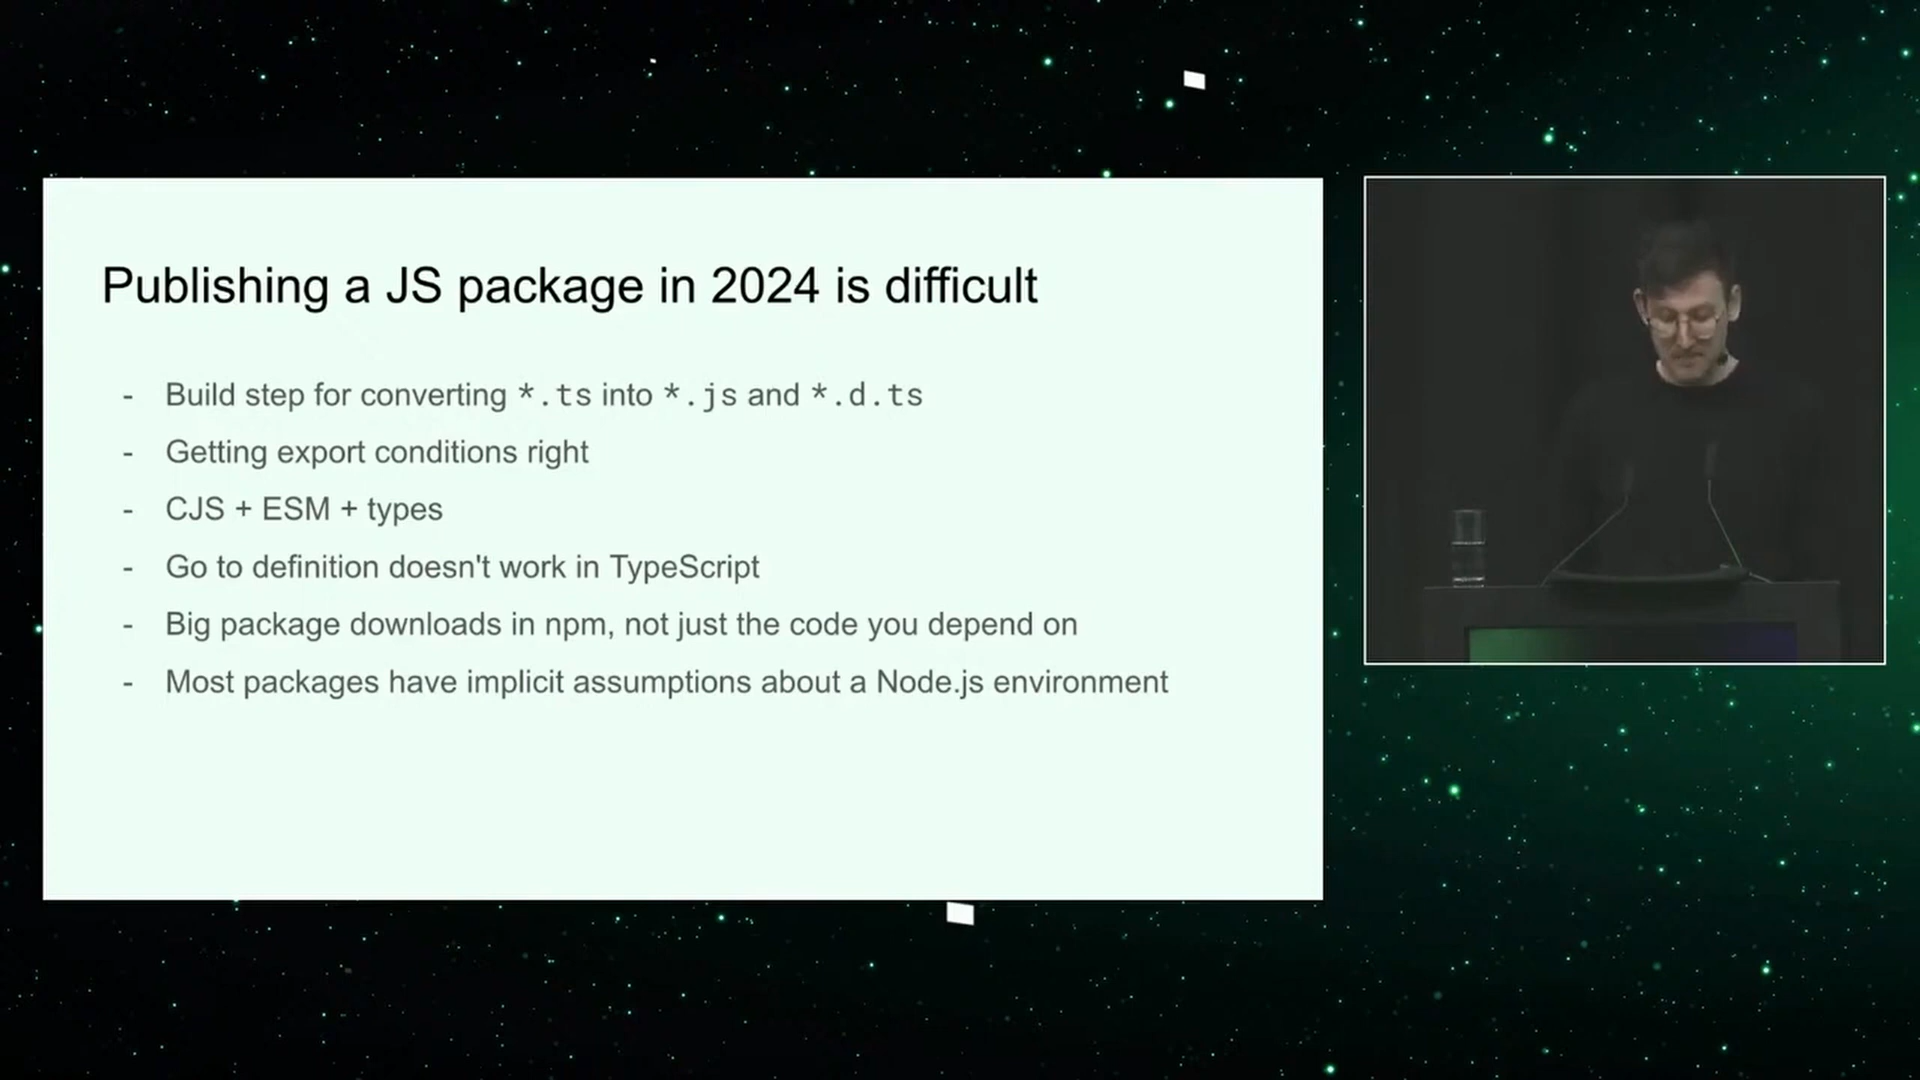 Publishing a JS package in 2024 is difficult
- Build step for converting *.ts into *.js and *.d.ts
- Getting export conditions right
- CJS + ESM + types
- Go to definition doesn't work in TypeScript
- Big package downloads in npm, not just the code you depend on
- Most packages have implicit assumptions about a Node.js environment